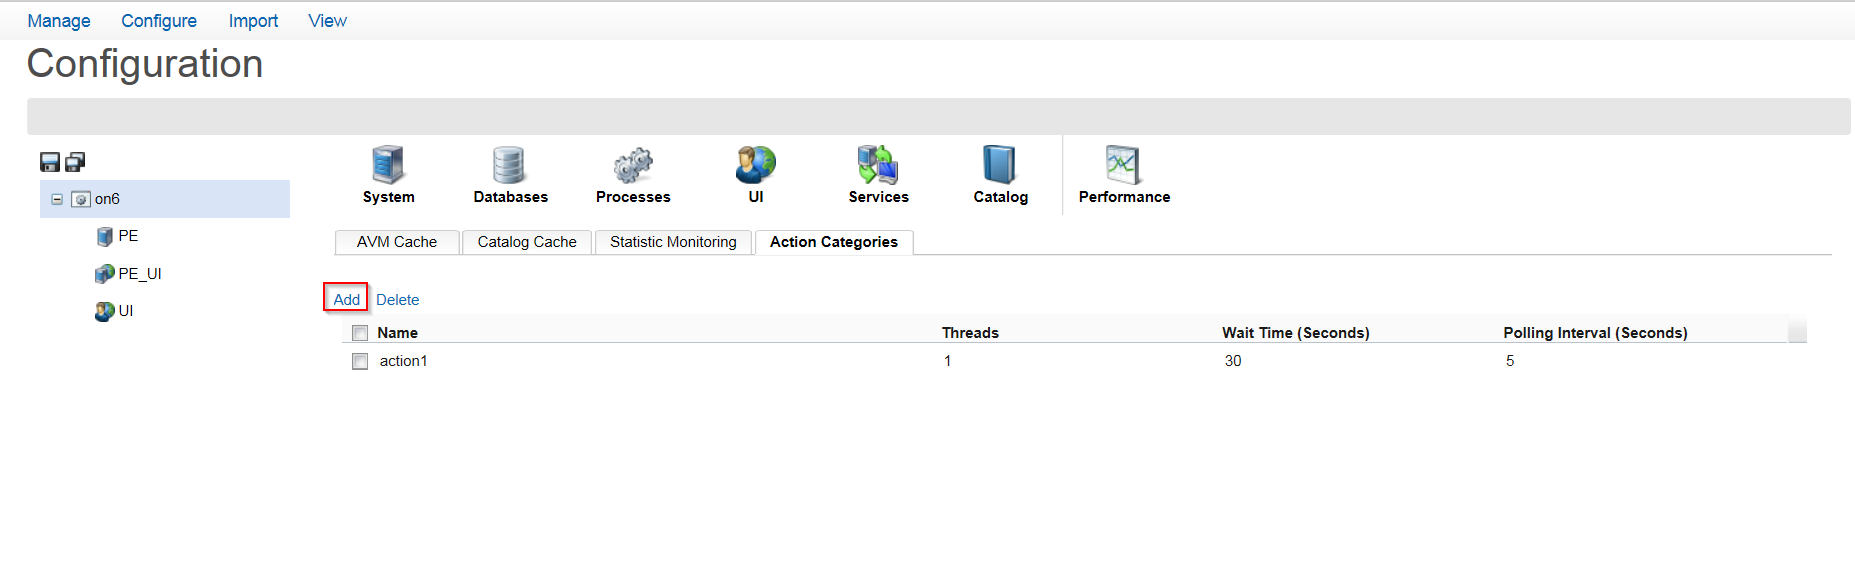 Manage Configure Import View
Configuration
System Databases Processes UI Services Catalog Performance
on6
PE
PE_UI
UI
AVM Cache Catalog Cache Statistic Monitoring Action Categories
Add Delete
Name Threads Wait Time (Seconds) Polling Interval (Seconds)
action1 1 30 5